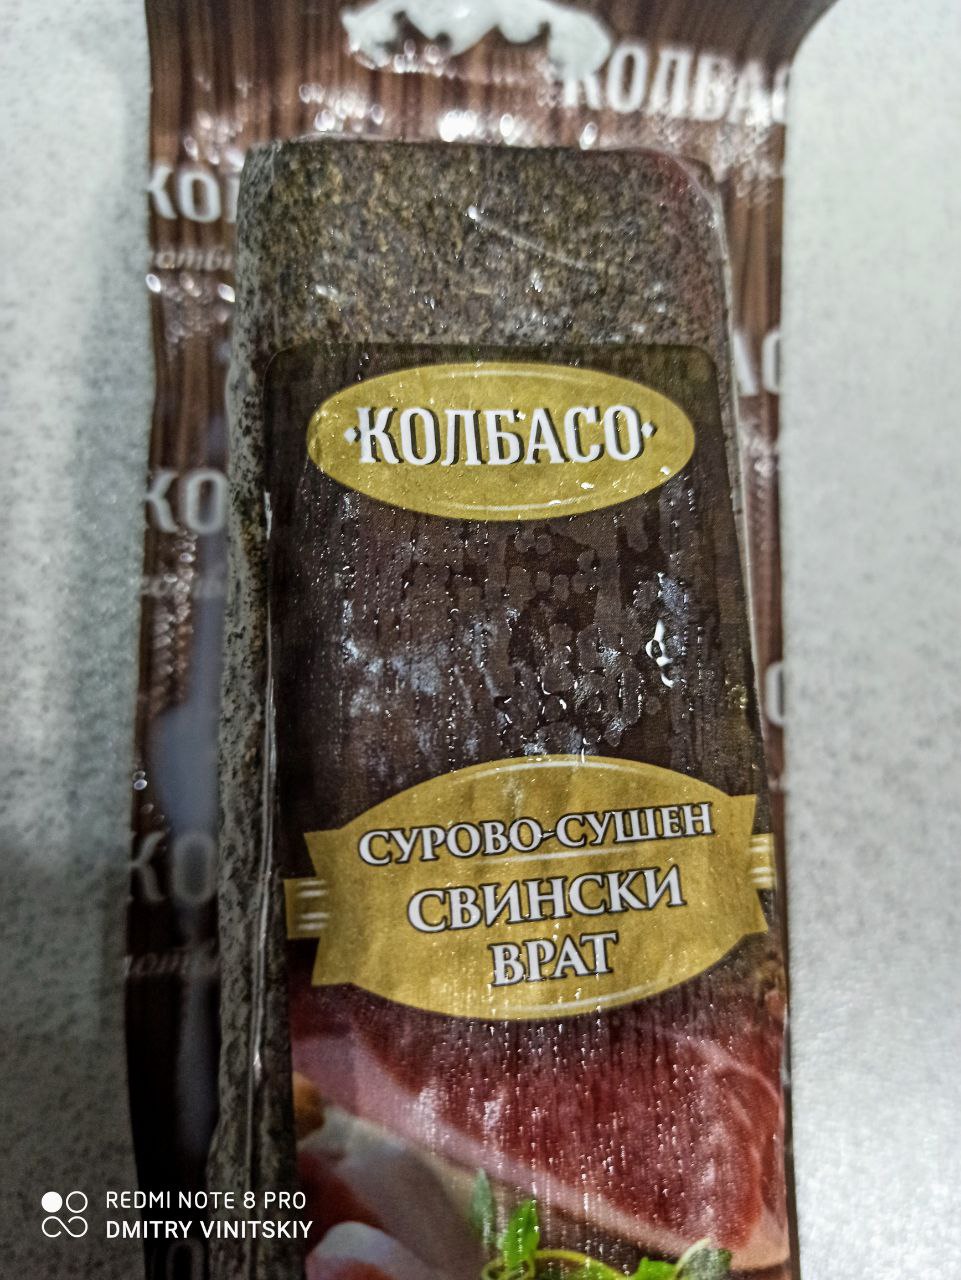 КОЛБАСО
КОЛБАСО
СУРОВО-СУШЕН
СВИНСКИ
ВРАТ
REDMI NOTE 8 PRO
DMITRY VINITSKIY